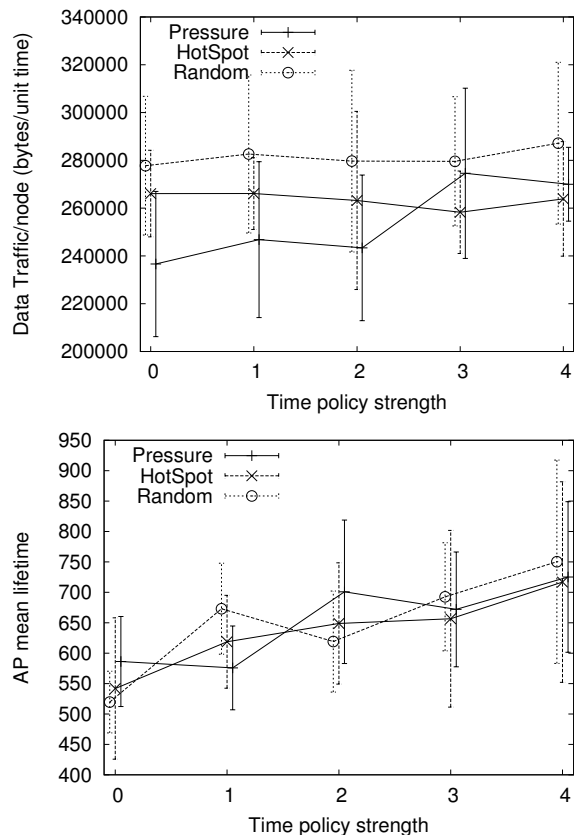 340000
320000
300000
280000
260000
240000
220000
200000
Data Traffic/node (bytes/unit time)
Pressure
HotSpot
Random
0 1 2 3 4
Time policy strength
950
900
850
800
750
700
650
600
550
500
450
400
AP mean lifetime
Pressure
HotSpot
Random
0 1 2 3 4
Time policy strength